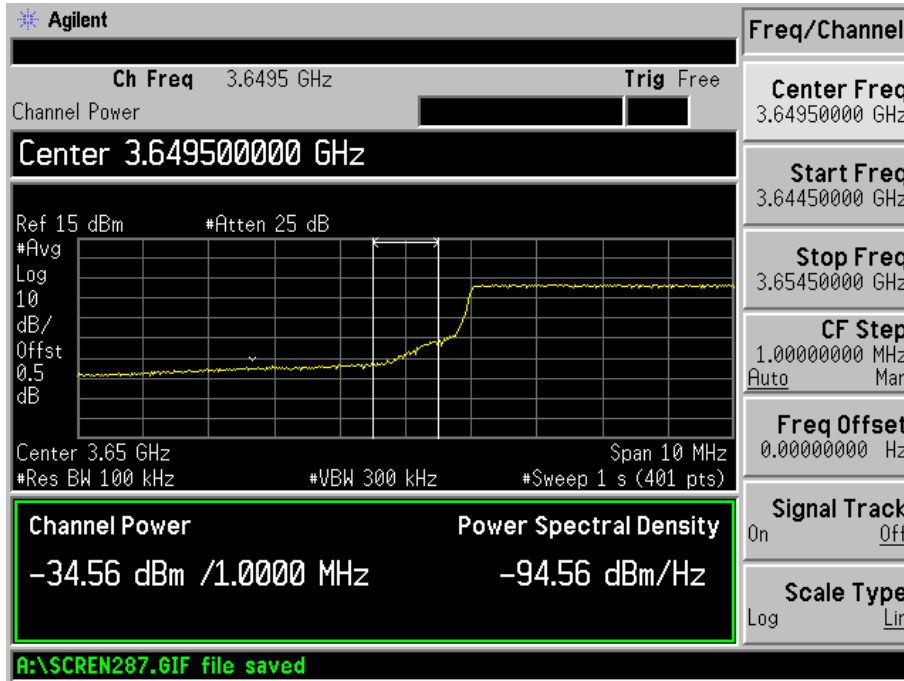 Agilent
Freq/Channel
Ch Freq 3.6495 GHz Trig Free
Channel Power
Center 3.649500000 GHz
Ref 15 dBm #Atten 25 dB
#Avg
Log
10
dB/
Offst
0.5
dB
Center 3.65 GHz Span 10 MHz
#Res BW 100 kHz #VBW 300 kHz #Sweep 1 s (401 pts)
Channel Power Power Spectral Density
-34.56 dBm /1.0000 MHz -94.56 dBm/Hz
A:\SCREN287.GIF file saved
Center Freq
3.64950000 GHz
Start Freq
3.64450000 GHz
Stop Freq
3.65450000 GHz
CF Step
1.00000000 MHz
Auto Man
Freq Offset
0.00000000 Hz
Signal Track
On Off
Scale Type
Log Lin